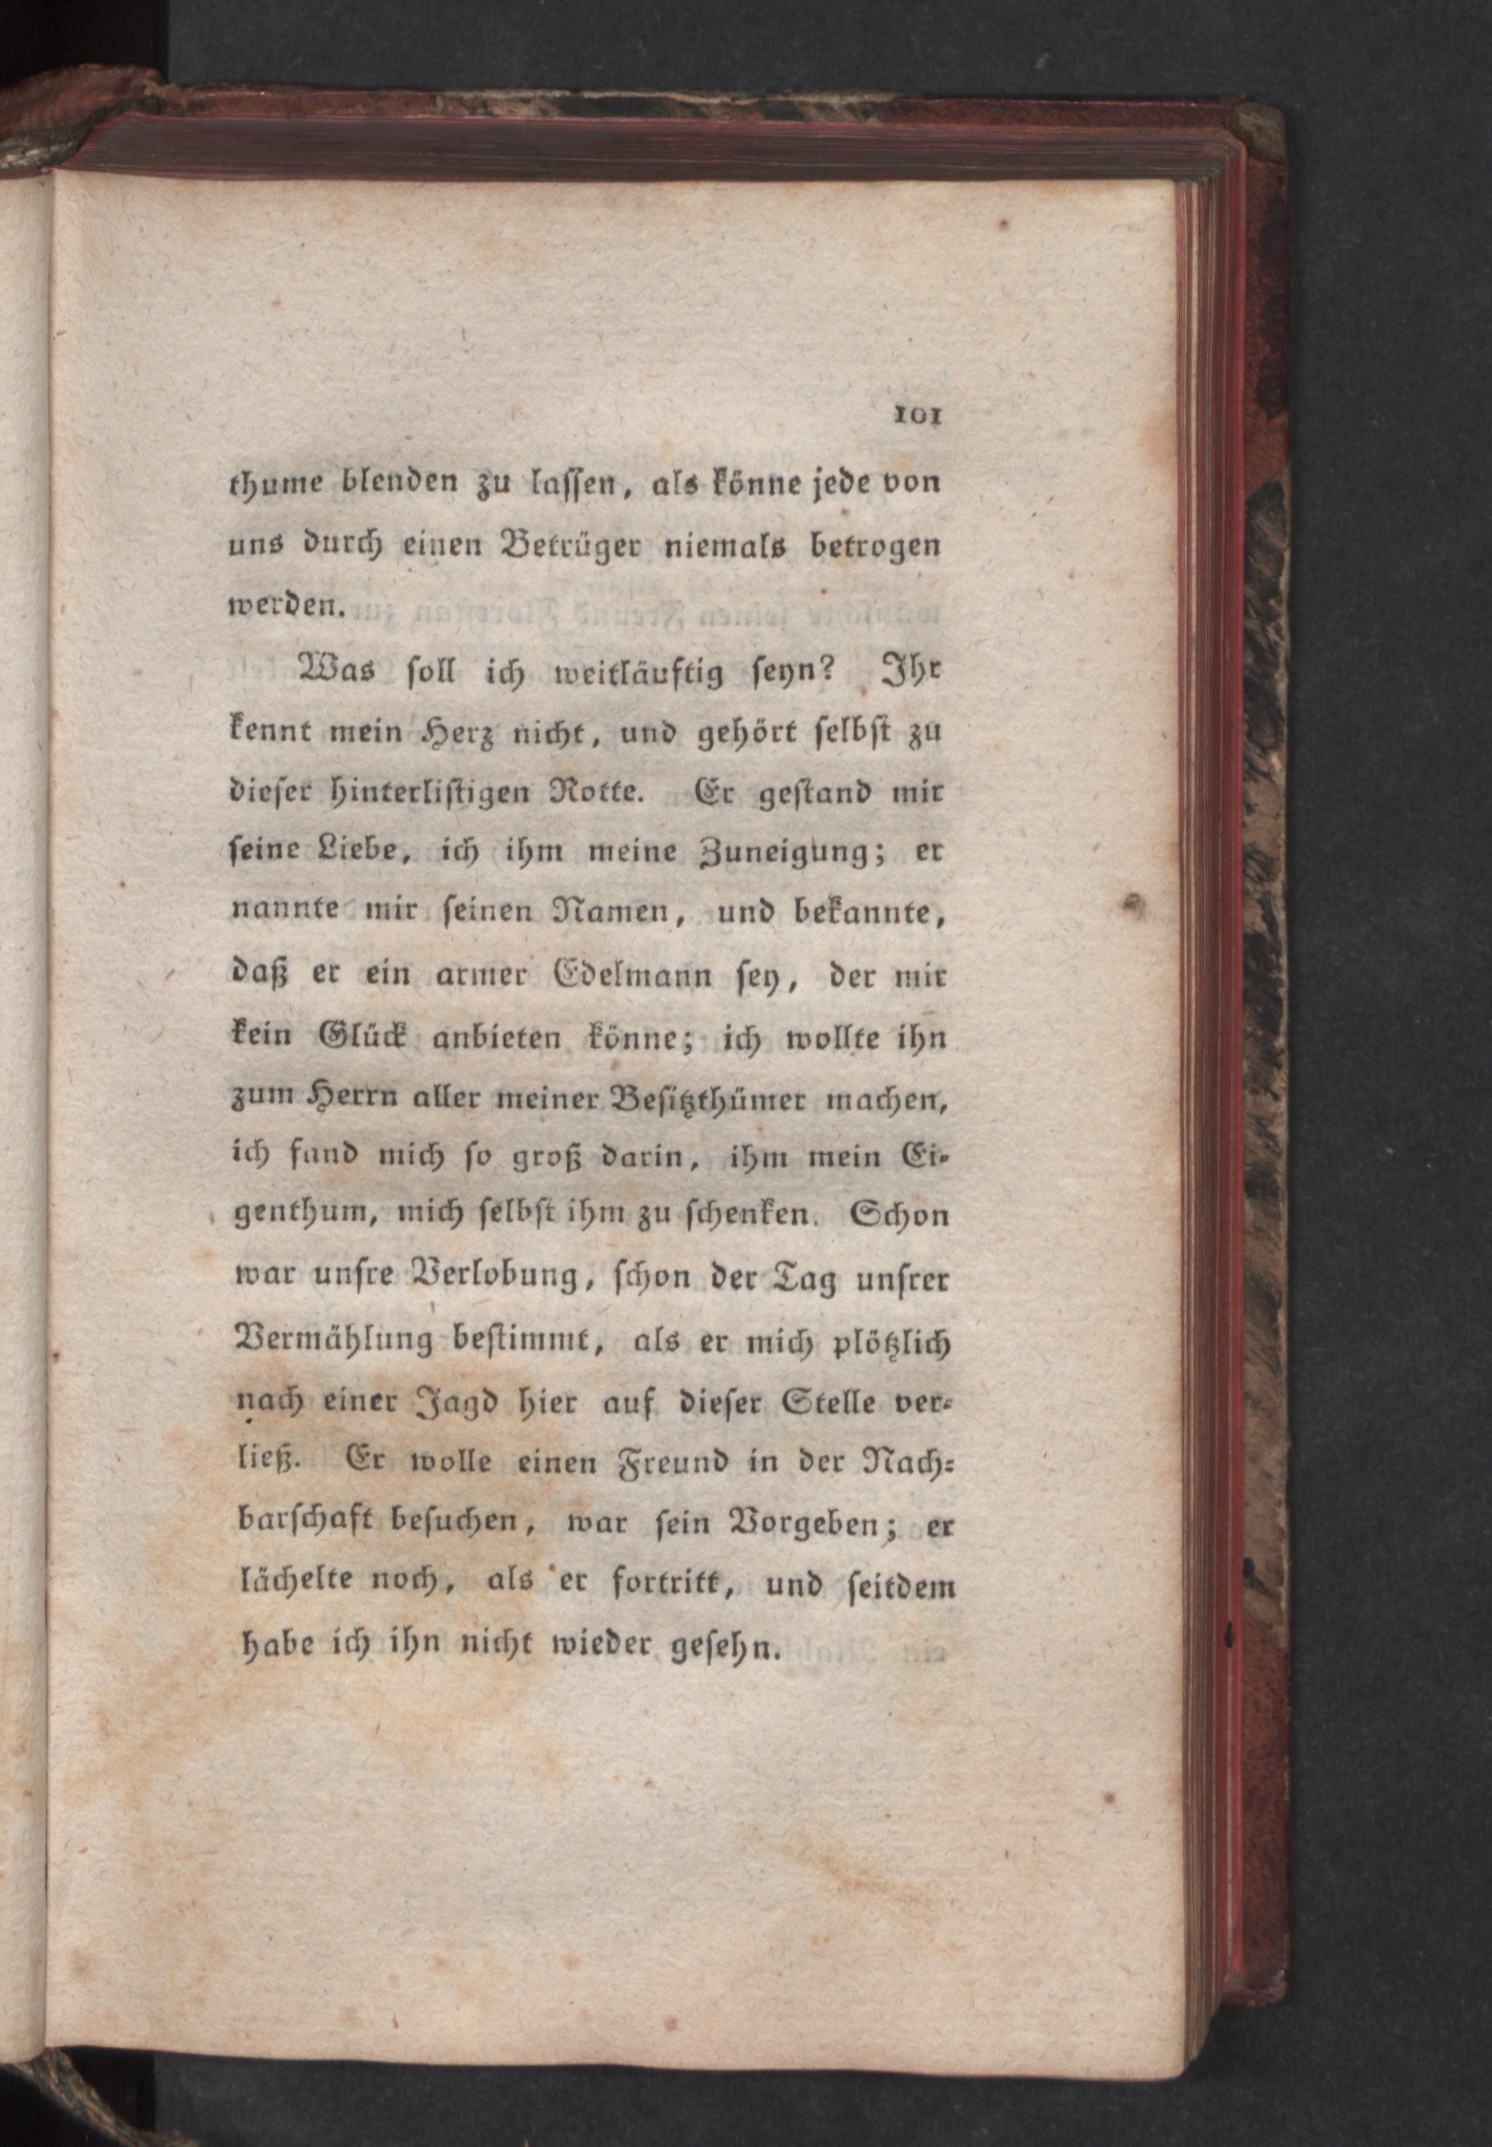 101
thume blenden zu laſſen, als könne jede von
uns durch einen Betrüger niemals betrogen
werden.
Was ſoll ich weitläuftig ſeyn? Ihr
kennt mein Herz nicht, und gehört ſelbſt zu
dieſer hinterliſtigen Rotte. Er geſtand mir
ſeine Liebe, ich ihm meine Zuneigung; er
nannte mir ſeinen Namen, und bekannte,
daß er ein armer Edelmann ſey, der mir
kein Glück anbieten könne; ich wollte ihn
zum Herrn aller meiner Beſitzthümer machen,
ich fand mich ſo groß darin, ihm mein Ei-
genthum, mich ſelbſt ihm zu ſchenken. Schon
war unſre Verlobung, ſchon der Tag unſrer
Vermählung beſtimmt, als er mich plötzlich
nach einer Jagd hier auf dieſer Stelle ver-
ließ. Er wolle einen Freund in der Nach-
barſchaft beſuchen, war ſein Vorgeben; er
lächelte noch, als er fortritt, und ſeitdem
habe ich ihn nicht wieder geſehn.